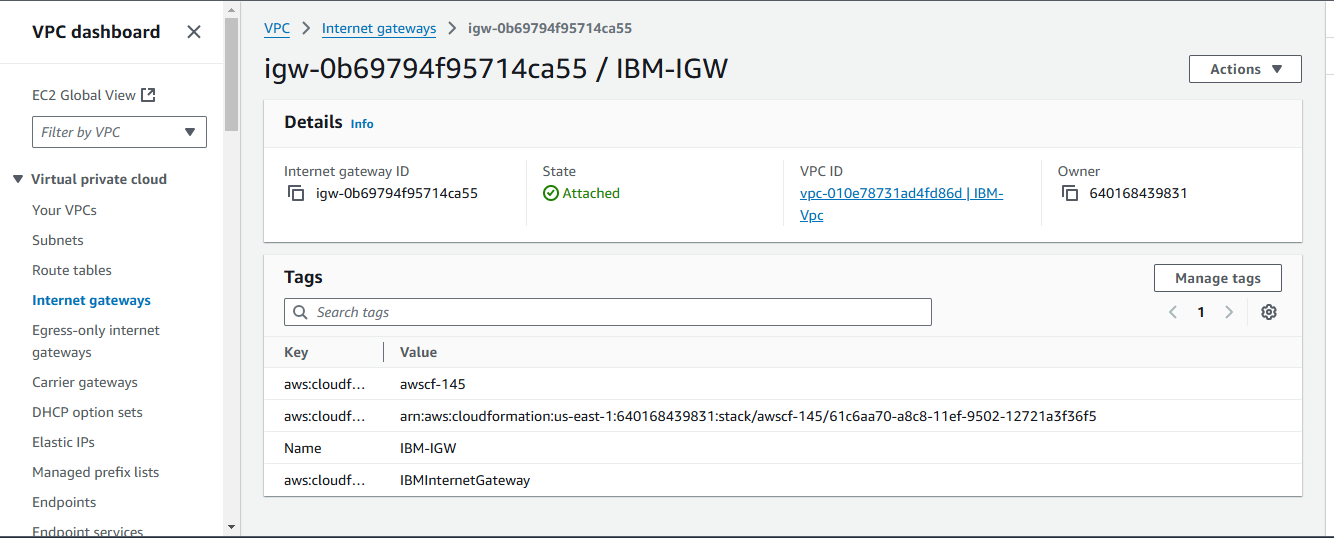 VPC dashboard
EC2 Global View
Filter by VPC
Virtual private cloud
Your VPCs
Subnets
Route tables
Internet gateways
Egress-only internet
gateways
Carrier gateways
DHCP option sets
Elastic IPs
Managed prefix lists
Endpoints
Endpoint services
VPC > Internet gateways > igw-0b69794f95714ca55
igw-0b69794f95714ca55 / IBM-IGW
Actions
Details Info
Internet gateway ID
igw-0b69794f95714ca55
State
Attached
VPC ID
vpc-010e78731ad4fd86d | IBM-
Vpc
Owner
640168439831
Tags
Manage tags
Search tags
1
Key Value
aws:cloudf... awscf-145
aws:cloudf... arn:aws:cloudformation:us-east-1:640168439831:stack/awscf-145/61c6aa70-a8c8-11ef-9502-12721a3f36f5
Name IBM-IGW
aws:cloudf... IBMInternetGateway